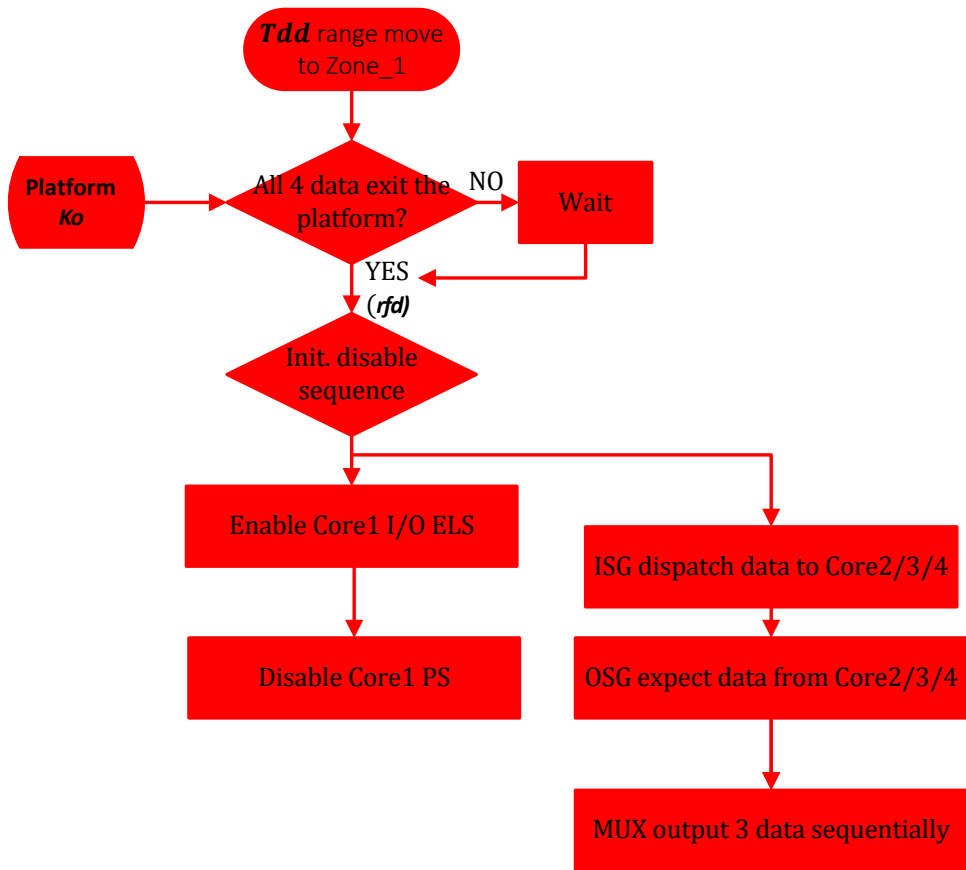 Tdd range move
to Zone_1
Platform
Ko
All 4 data exit the
platform?
NO
Wait
YES
(rfd)
Init. disable
sequence
Enable Core1 I/O ELS
ISG dispatch data to Core2/3/4
Disable Core1 PS
OSG expect data from Core2/3/4
MUX output 3 data sequentially